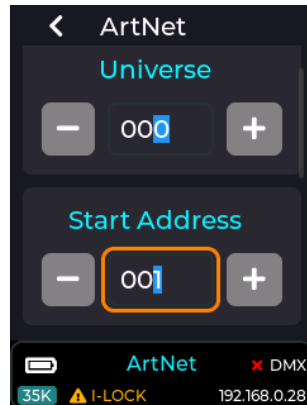 ArtNet
Universe
000
Start Address
001
ArtNet DMX
35K I-LOCK 192.168.0.28